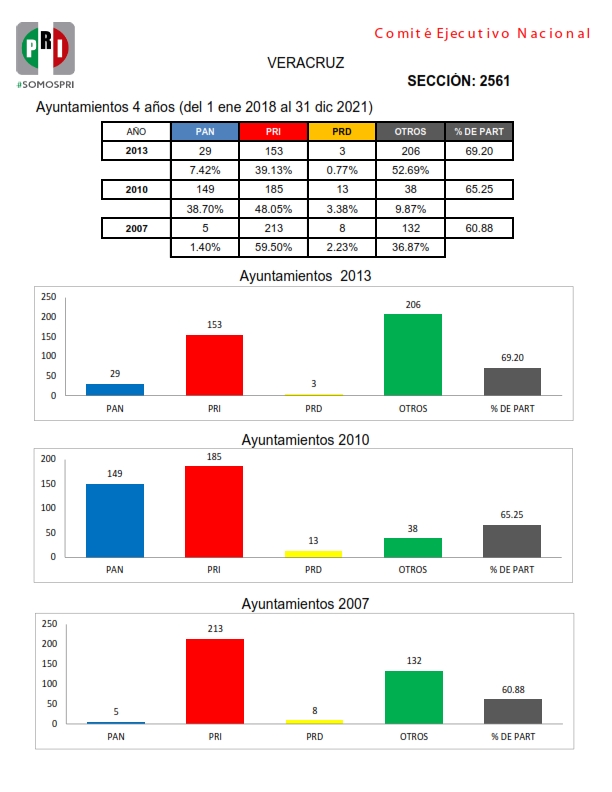 Comité Ejecutivo Nacional
PRI
#SOMOSPRI
VERACRUZ
SECCIÓN: 2561
Ayuntamientos 4 años (del 1 ene 2018 al 31 dic 2021)
AÑO PAN PRI PRD OTROS % DE PART
2013 29 153 3 206 69.20
7.42% 39.13% 0.77% 52.69%
2010 149 185 13 38 65.25
38.70% 48.05% 3.38% 9.87%
2007 5 213 8 132 60.88
1.40% 59.50% 2.23% 36.87%
Ayuntamientos 2013
250
200
150
100
50
0
29 153 3 206 69.20
PAN PRI PRD OTROS % DE PART
Ayuntamientos 2010
200
150
100
50
0
149 185 13 38 65.25
PAN PRI PRD OTROS % DE PART
Ayuntamientos 2007
250
200
150
100
50
0
5 213 8 132 60.88
PAN PRI PRD OTROS % DE PART